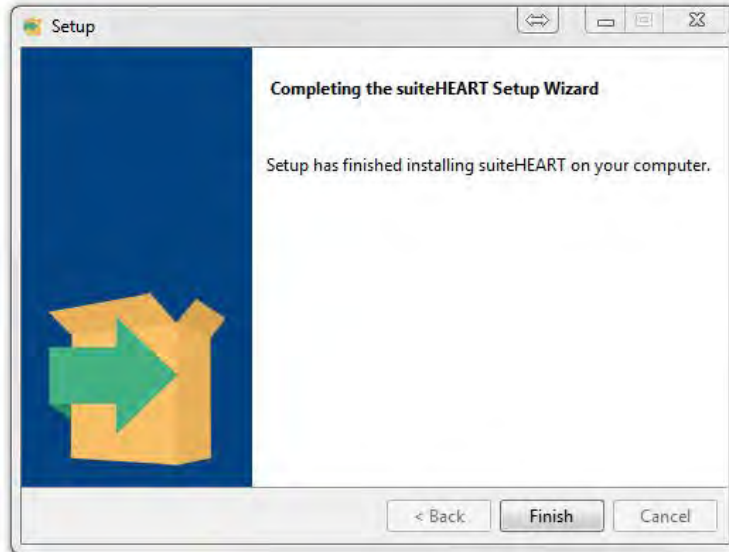 Setup
Completing the suiteHEART Setup Wizard
Setup has finished installing suiteHEART on your computer.
< Back
Finish
Cancel